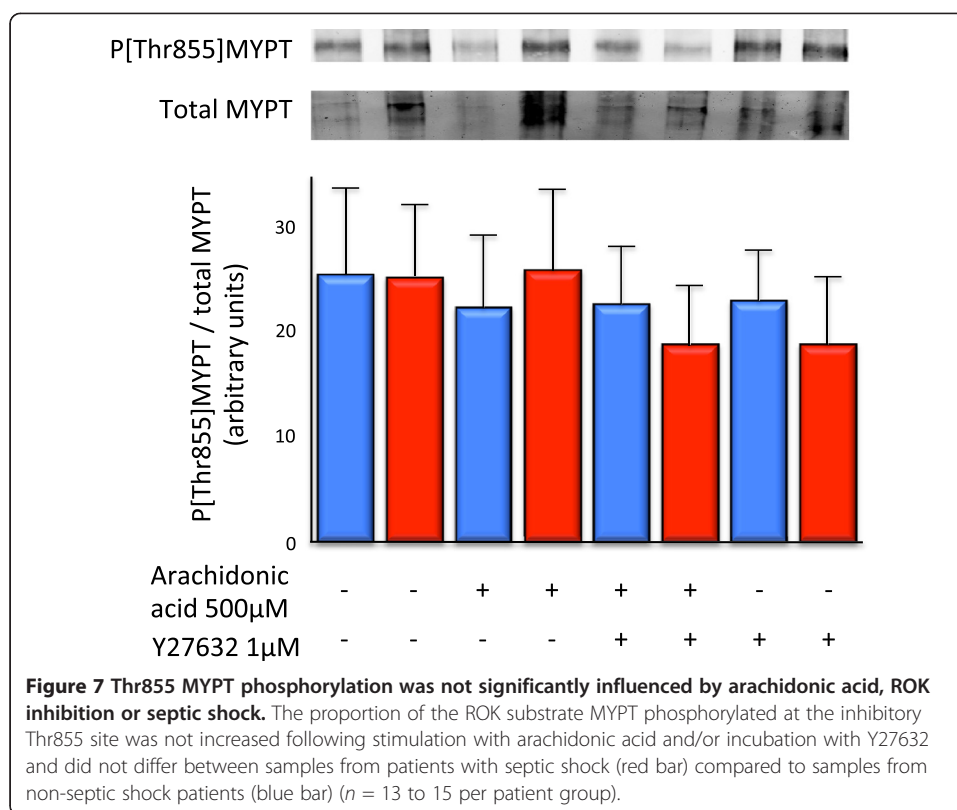 P[Thr855]MYPT
Total MYPT
P[Thr855]MYPT / total MYPT
(arbitrary units)
30
20
10
0
Arachidonic
acid 500µM
- - + + + + - -
Y27632 1µM
- - - - + + + +
Figure 7 Thr855 MYPT phosphorylation was not significantly influenced by arachidonic acid, ROK
inhibition or septic shock. The proportion of the ROK substrate MYPT phosphorylated at the inhibitory
Thr855 site was not increased following stimulation with arachidonic acid and/or incubation with Y27632
and did not differ between samples from patients with septic shock (red bar) compared to samples from
non-septic shock patients (blue bar) (n = 13 to 15 per patient group).